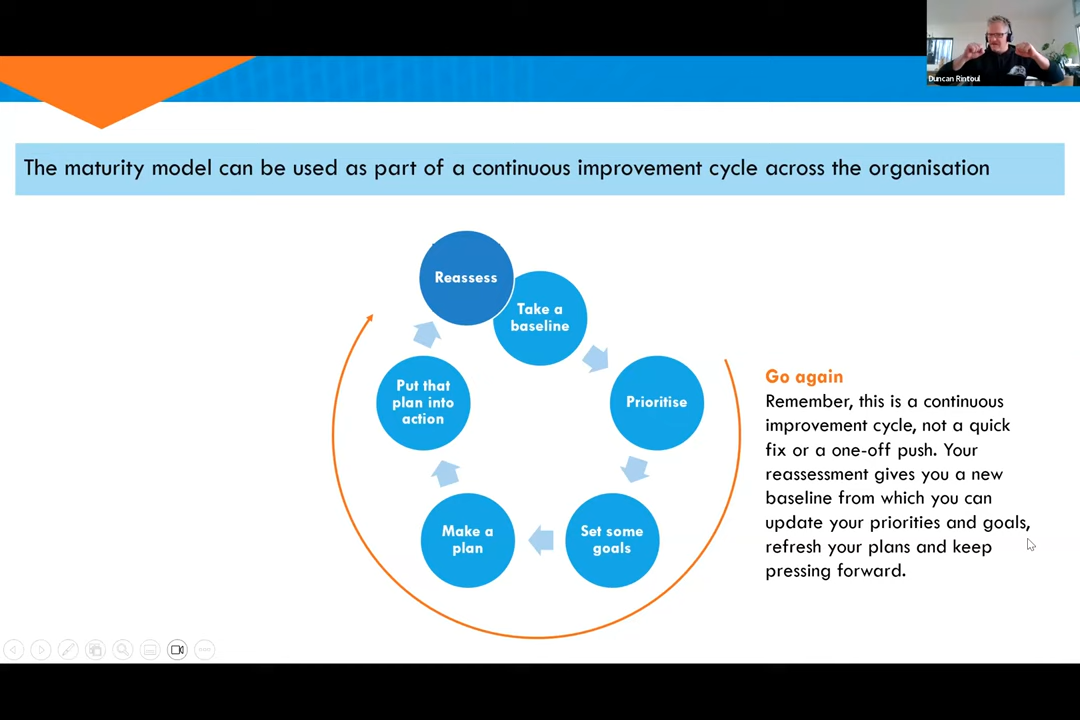 Duncan Rintoul
The maturity model can be used as part of a continuous improvement cycle across the organisation
Reassess
Take a
baseline
Prioritise
Set some
goals
Make a
plan
Put that
plan into
action
Go again
Remember, this is a continuous
improvement cycle, not a quick
fix or a one-off push. Your
reassessment gives you a new
baseline from which you can
update your priorities and goals,
refresh your plans and keep
pressing forward.